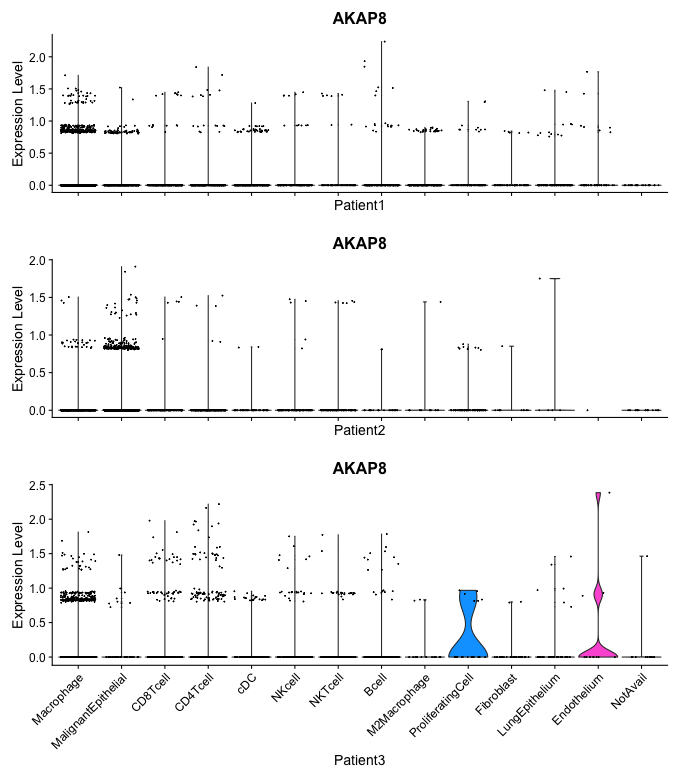 AKAP8
Expression Level
2.0
1.5
1.0
0.5
0.0
Patient1
AKAP8
Expression Level
2.0
1.5
1.0
0.5
0.0
Patient2
AKAP8
Expression Level
2.5
2.0
1.5
1.0
0.5
0.0
Macrophage
MalignantEpithelial
CD8Tcell
CD4Tcell
cDC
NKcell
NKTcell
Bcell
M2Macrophage
ProliferatingCell
Fibroblast
LungEpithelium
Endothelium
NotAvail
Patient3